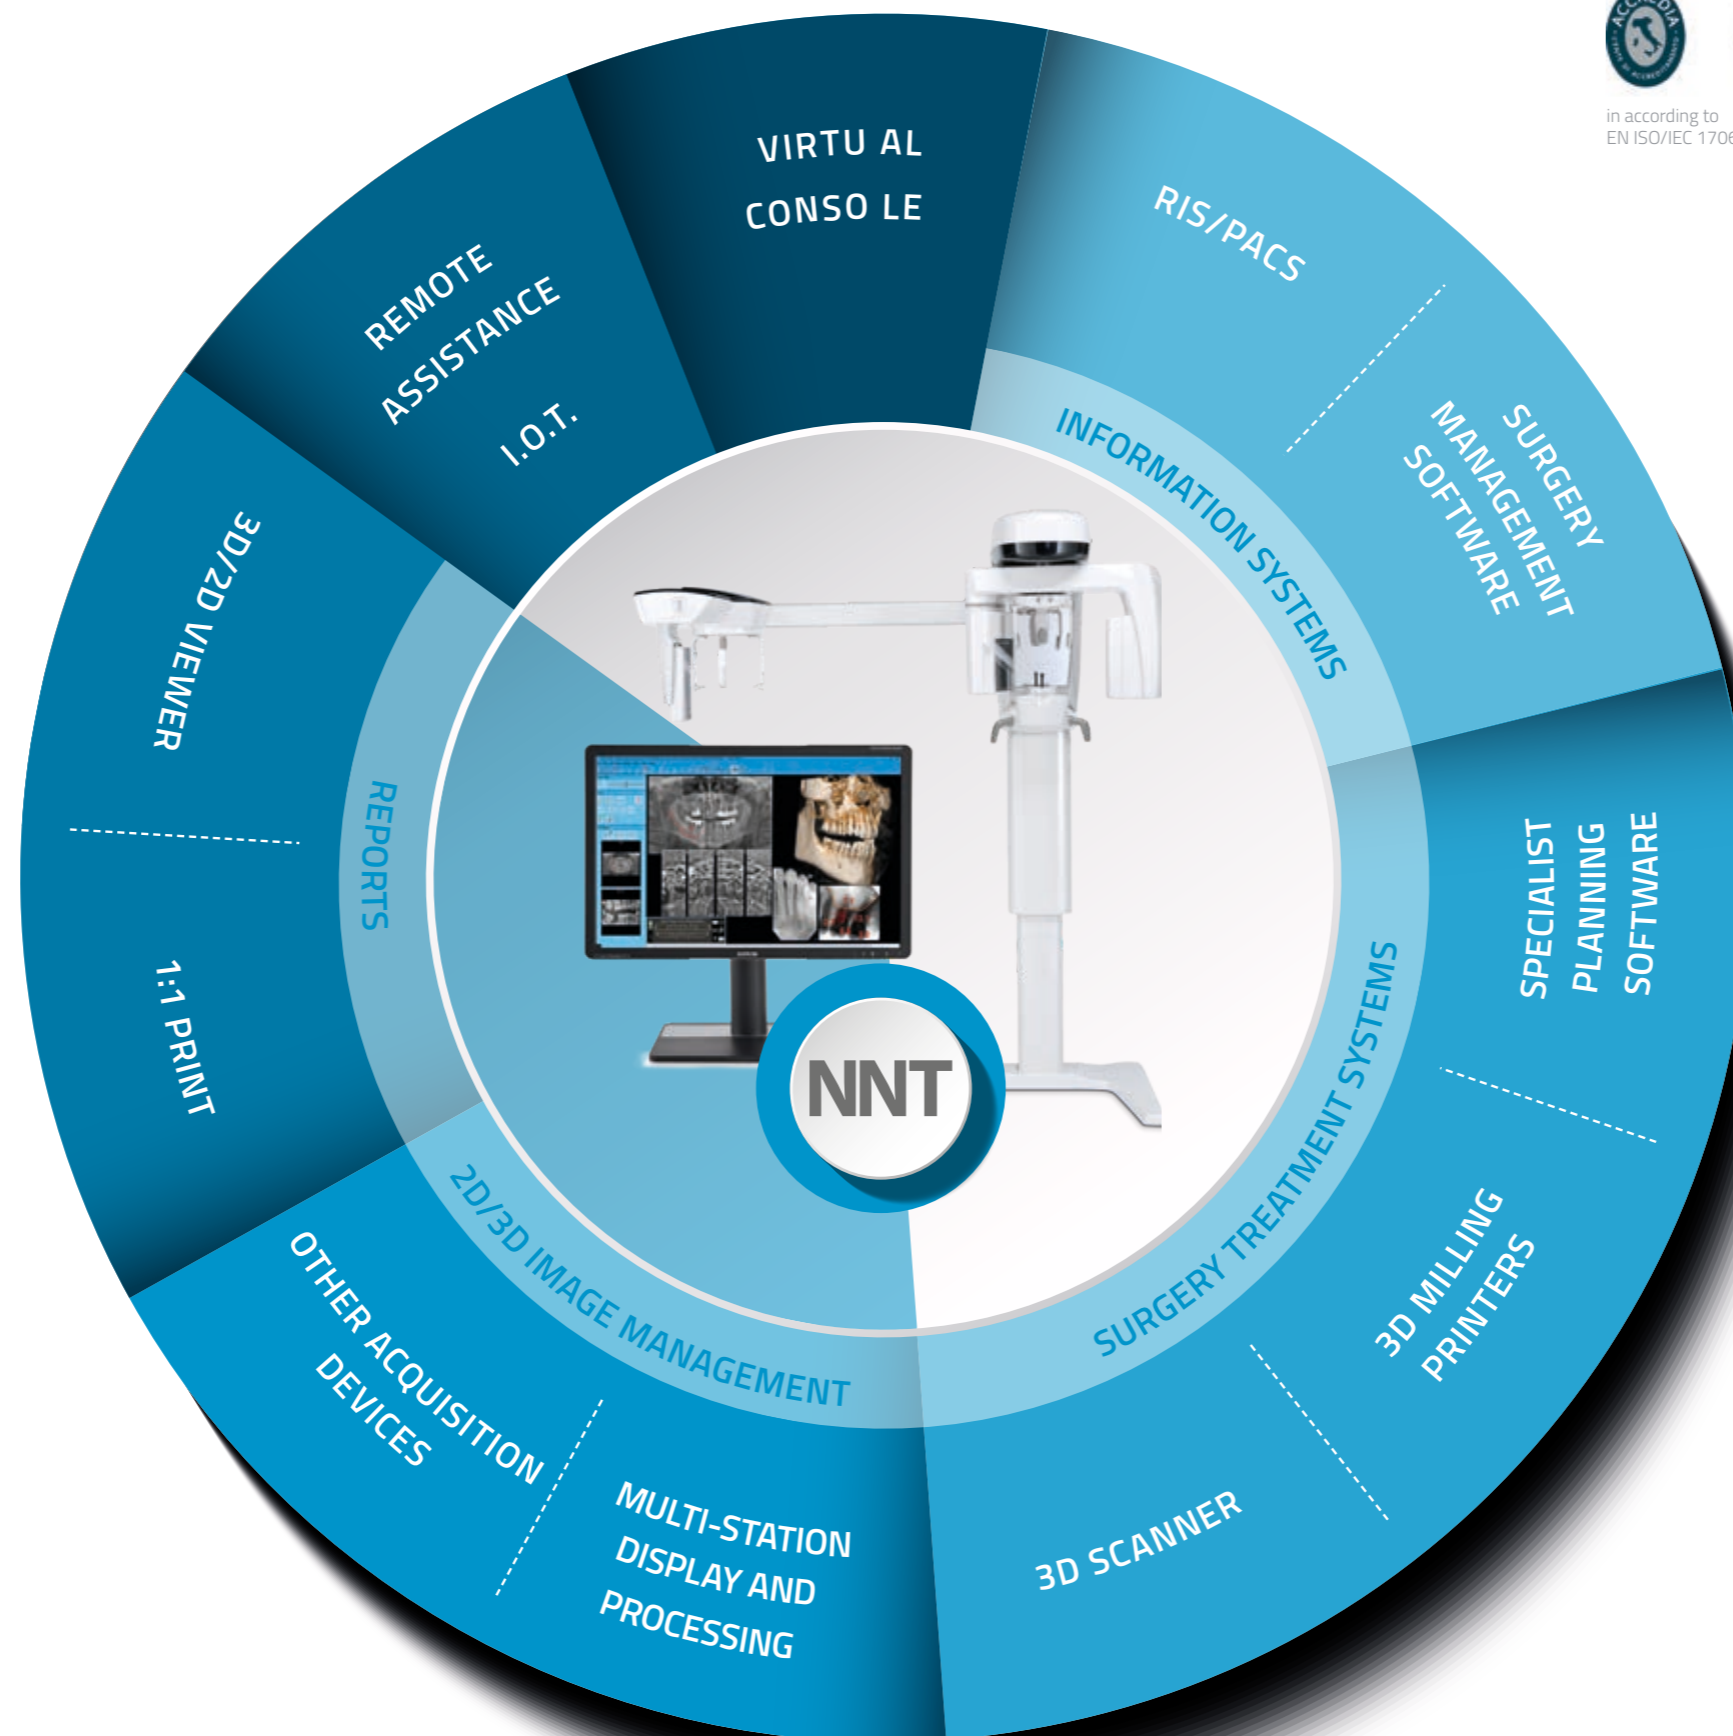 ACCREDIA
in according to
EN ISO/IEC 1706
VIRTU AL
CONSO LE
RIS/PACS
SURGERY
MANAGEMENT
SOFTWARE
INFORMATION SYSTEMS
SPECIALIST
PLANNING
SOFTWARE
3D MILLING
PRINTERS
3D SCANNER
SURGERY TREATMENT SYSTEMS
MULTI-STATION
DISPLAY AND
PROCESSING
OTHER ACQUISITION
DEVICES
2D/3D IMAGE MANAGEMENT
1:1 PRINT
3D/2D VIEWER
REPORTS
REMOTE
ASSISTANCE
I.O.T.
NNT